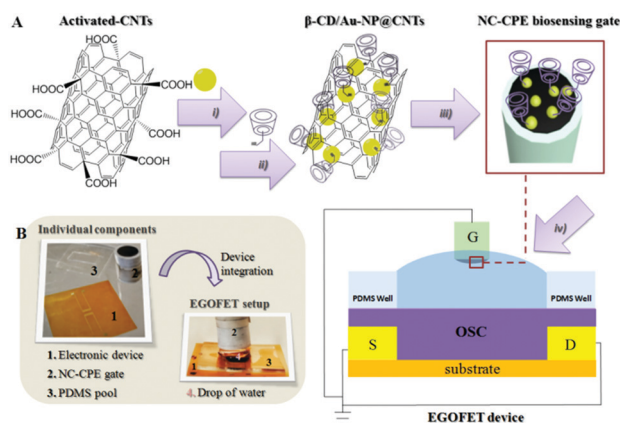 A
Activated-CNTs
β-CD/Au-NP@CNTs
NC-CPE biosensing gate
HOOC
COOH
HOOC
COOH
HOOC
COOH
HOOC
COOH
COOH
i)
ii)
iii)
iv)
B
Individual components
3
2
1
Device
integration
EGOFET setup
2
1
3
1. Electronic device
2. NC-CPE gate
3. PDMS pool
4. Drop of water
G
PDMS Well
PDMS Well
OSC
S
D
substrate
EGOFET device